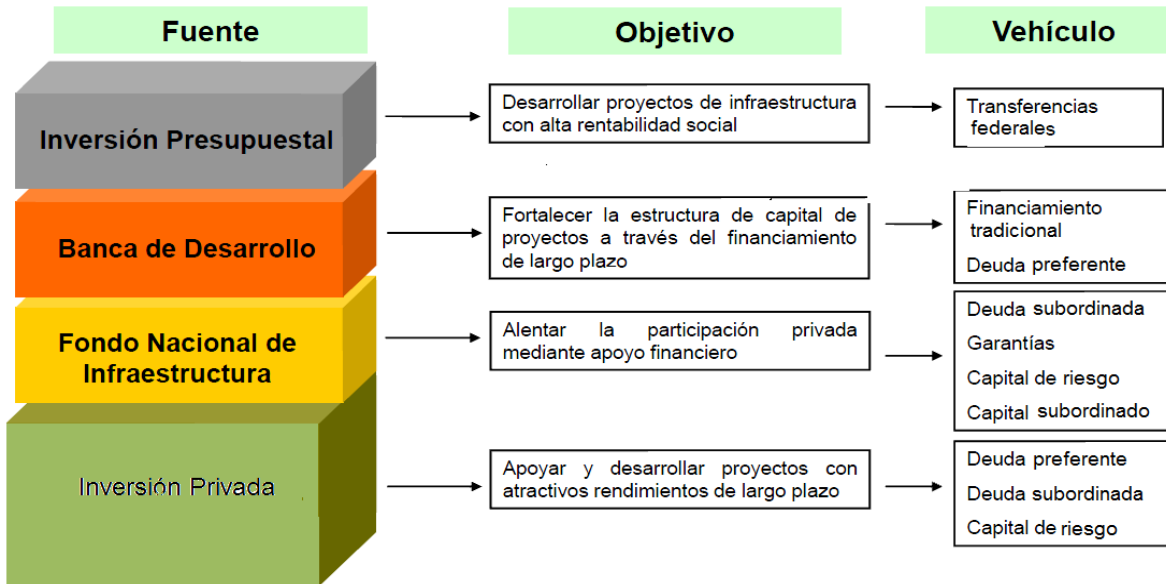 Fuente
Objetivo
Vehículo
Inversión Presupuestal
Desarrollar proyectos de infraestructura
con alta rentabilidad social
Transferencias
federales
Banca de Desarrollo
Fortalecer la estructura de capital de
proyectos a través del financiamiento
de largo plazo
Financiamiento
tradicional
Deuda preferente
Fondo Nacional de
Infraestructura
Alentar la participación privada
mediante apoyo financiero
Deuda subordinada
Garantías
Capital de riesgo
Capital subordinado
Inversión Privada
Apoyar y desarrollar proyectos con
atractivos rendimientos de largo plazo
Deuda preferente
Deuda subordinada
Capital de riesgo